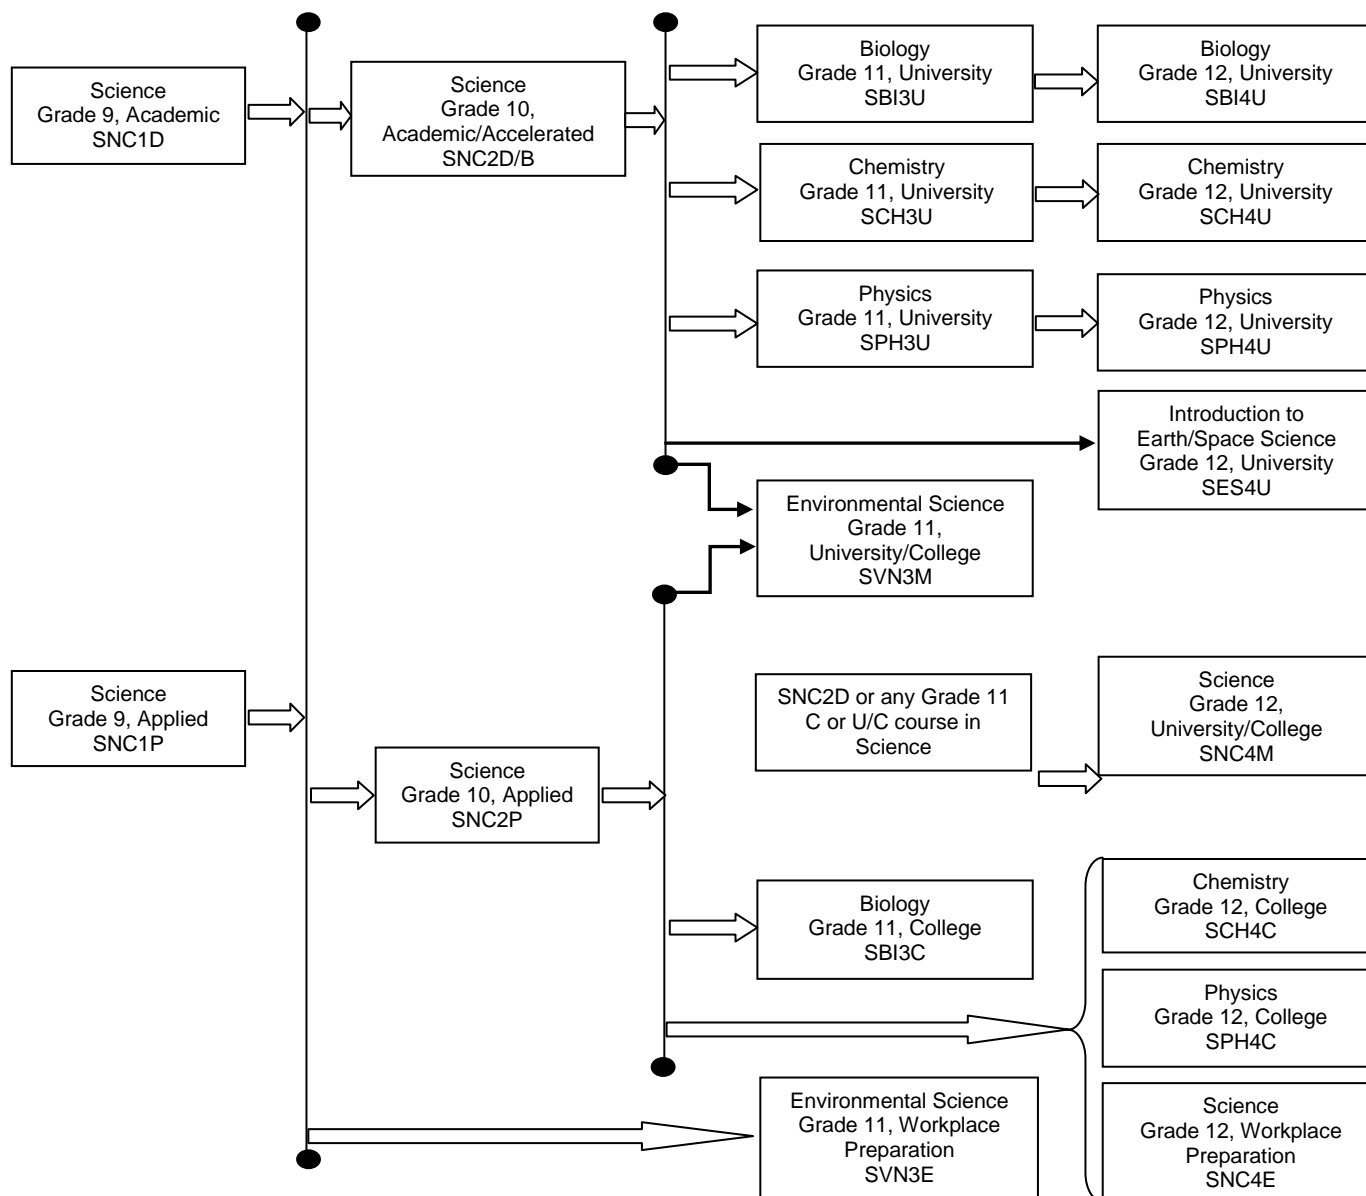 Science
Grade 9, Academic
SNC1D
Science
Grade 10,
Academic/Accelerated
SNC2D/B
Biology
Grade 11, University
SBI3U
Biology
Grade 12, University
SBI4U
Chemistry
Grade 11, University
SCH3U
Chemistry
Grade 12, University
SCH4U
Physics
Grade 11, University
SPH3U
Physics
Grade 12, University
SPH4U
Introduction to
Earth/Space Science
Grade 12, University
SES4U
Environmental Science
Grade 11,
University/College
SVN3M
Science
Grade 9, Applied
SNC1P
Science
Grade 10, Applied
SNC2P
SNC2D or any Grade 11
C or U/C course in
Science
Science
Grade 12,
University/College
SNC4M
Biology
Grade 11, College
SBI3C
Chemistry
Grade 12, College
SCH4C
Physics
Grade 12, College
SPH4C
Environmental Science
Grade 11, Workplace
Preparation
SVN3E
Science
Grade 12, Workplace
Preparation
SNC4E